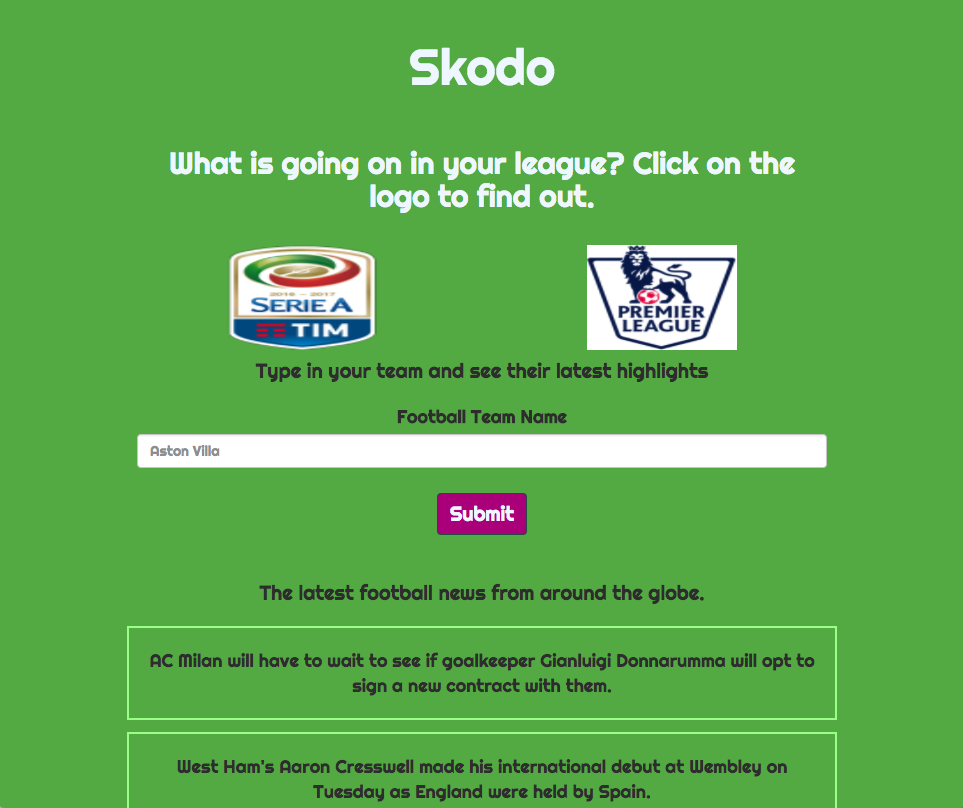 Skodo
What is going on in your league? Click on the
logo to find out.
2016 — 2017
SERIE A
TIM
PREMIER
LEAGUE
Type in your team and see their latest highlights
Football Team Name
Aston Villa
Submit
The latest football news from around the globe.
AC Milan will have to wait to see if goalkeeper Gianluigi Donnarumma will opt to
sign a new contract with them.
West Ham's Aaron Cresswell made his international debut at Wembley on
Tuesday as England were held by Spain.